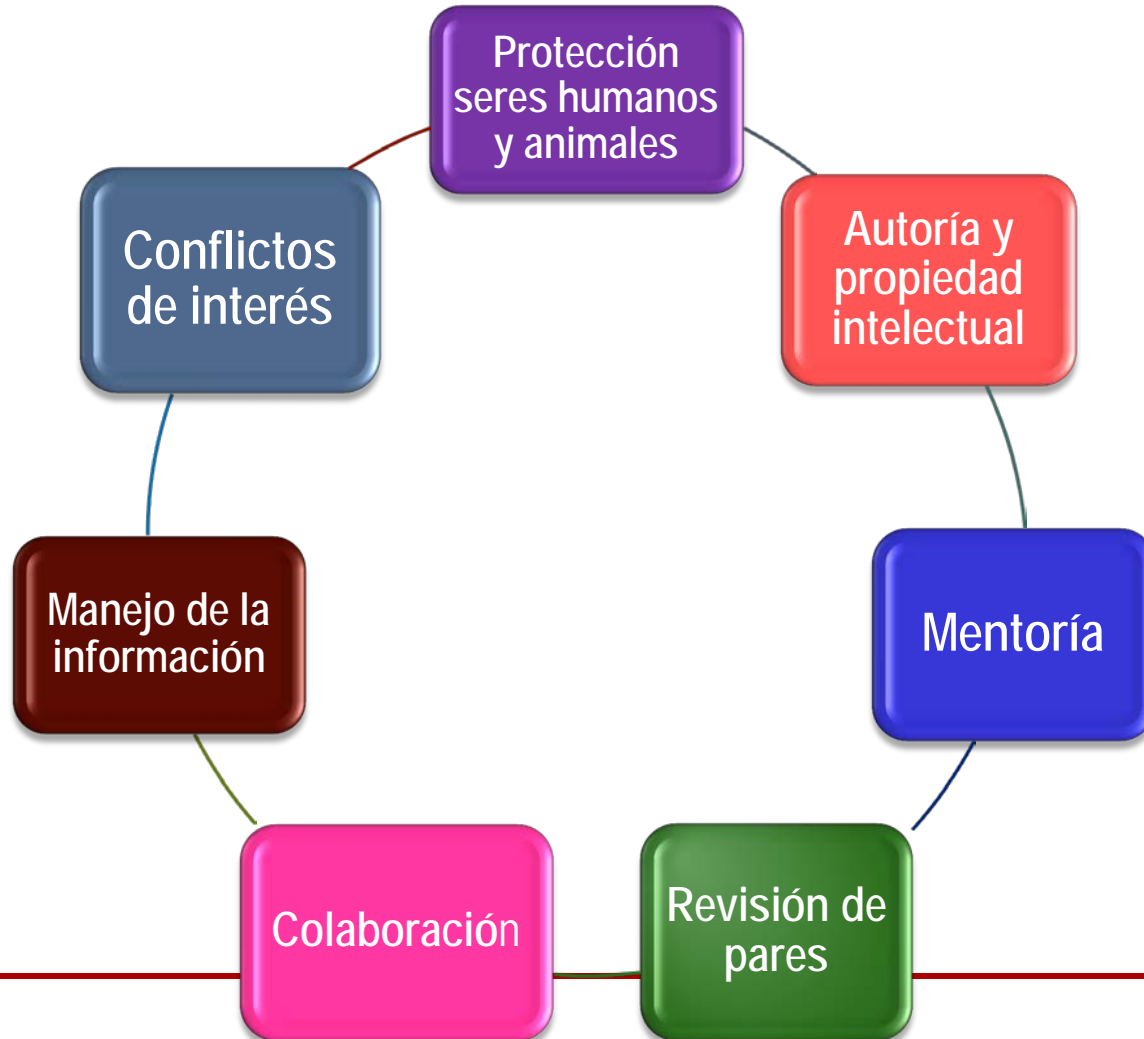 Protección
seres humanos
y animales
Autoría y
propiedad
intelectual
Mentoría
Revisión de
pares
Colaboración
Manejo de la
información
Conflictos
de interés